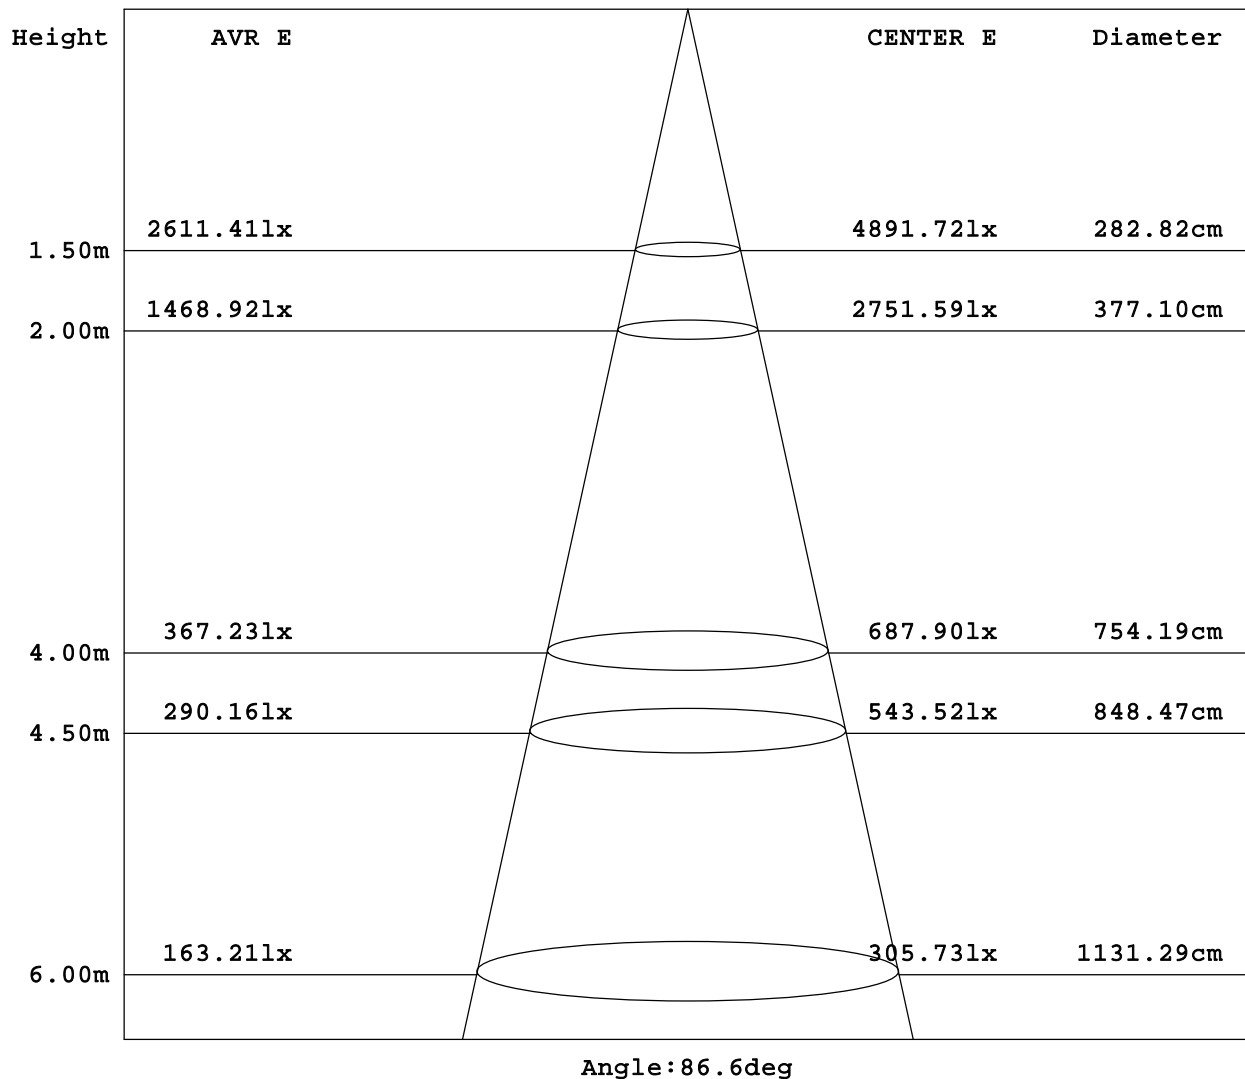 Height AVR E CENTER E Diameter
2611.41lx 4891.72lx 282.82cm
1.50m
1468.92lx 2751.59lx 377.10cm
2.00m
367.23lx 687.90lx 754.19cm
4.00m
290.16lx 543.52lx 848.47cm
4.50m
163.21lx 305.73lx 1131.29cm
6.00m
Angle:86.6deg